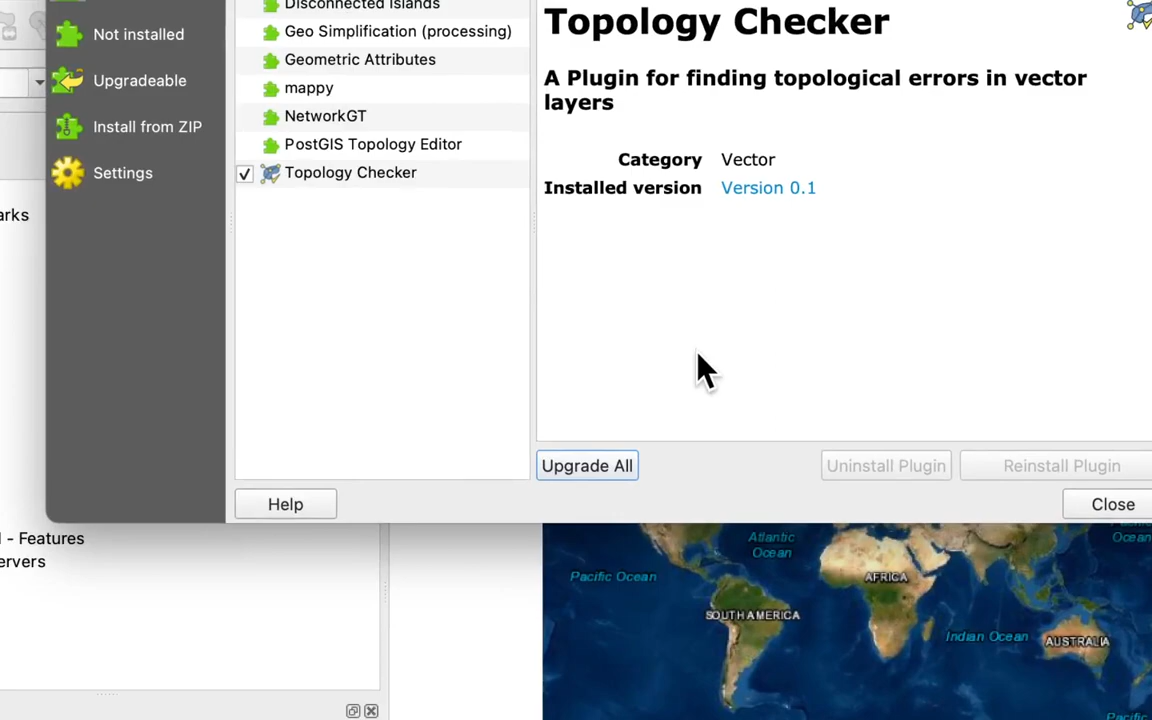 Not installed
Upgradeable
Install from ZIP
Settings
Disconnected Islands
Geo Simplification (processing)
Geometric Attributes
mappy
NetworkGT
PostGIS Topology Editor
Topology Checker
Topology Checker
A Plugin for finding topological errors in vector
layers
Category Vector
Installed version Version 0.1
Upgrade All
Uninstall Plugin
Reinstall Plugin
Help
Close
arks
- Features
ervers
Atlantic
Ocean
Pacific Ocean
AFRICA
SOUTH AMERICA
Indian Ocean
AUSTRALIA
Ocean
Pacific